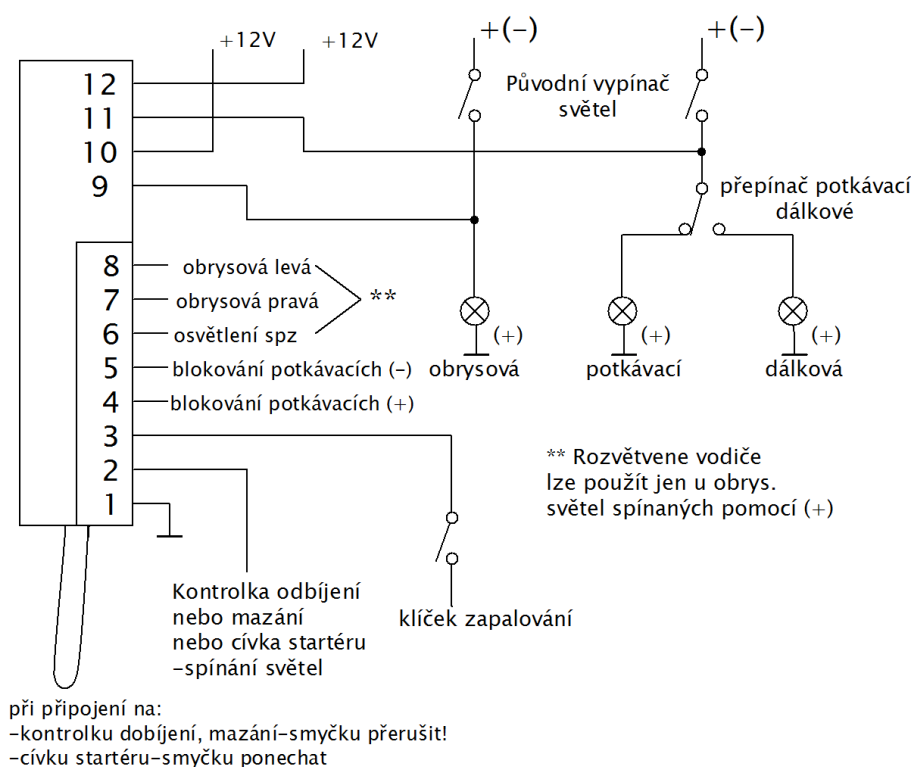 +12V
+12V
+(–)
+(–)
12
11
10
9
Původní vypínač
světel
přepínač potkávací
dálkové
8
obrysová levá
7
obrysová pravá
**
6
osvětlení spz
5
blokování potkávacích (–)
4
blokování potkávacích (+)
3
2
1
(+)
obrysová
(+)
potkávací
(+)
dálková
** Rozvětvene vodiče
lze použít jen u obrys.
světel spínaných pomocí (+)
Kontrolka odbíjení
nebo mazání
nebo cívka startéru
–spínání světel
klíček zapalování
při připojení na:
–kontrolku dobíjení, mazání–smyčku přerušit!
–cívku startéru–smyčku ponechat